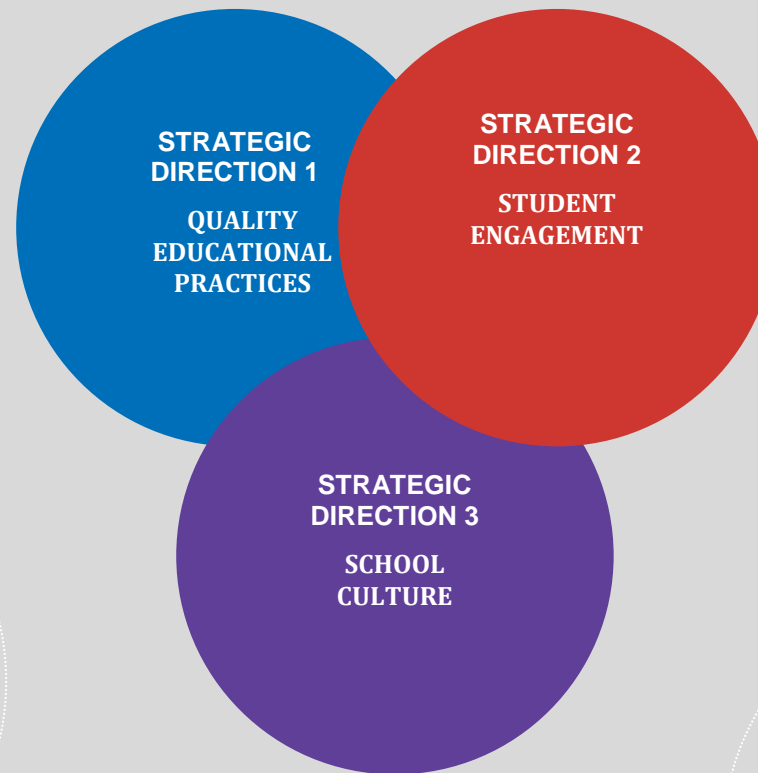 STRATEGIC
DIRECTION 1
QUALITY
EDUCATIONAL
PRACTICES
STRATEGIC
DIRECTION 2
STUDENT
ENGAGEMENT
STRATEGIC
DIRECTION 3
SCHOOL
CULTURE